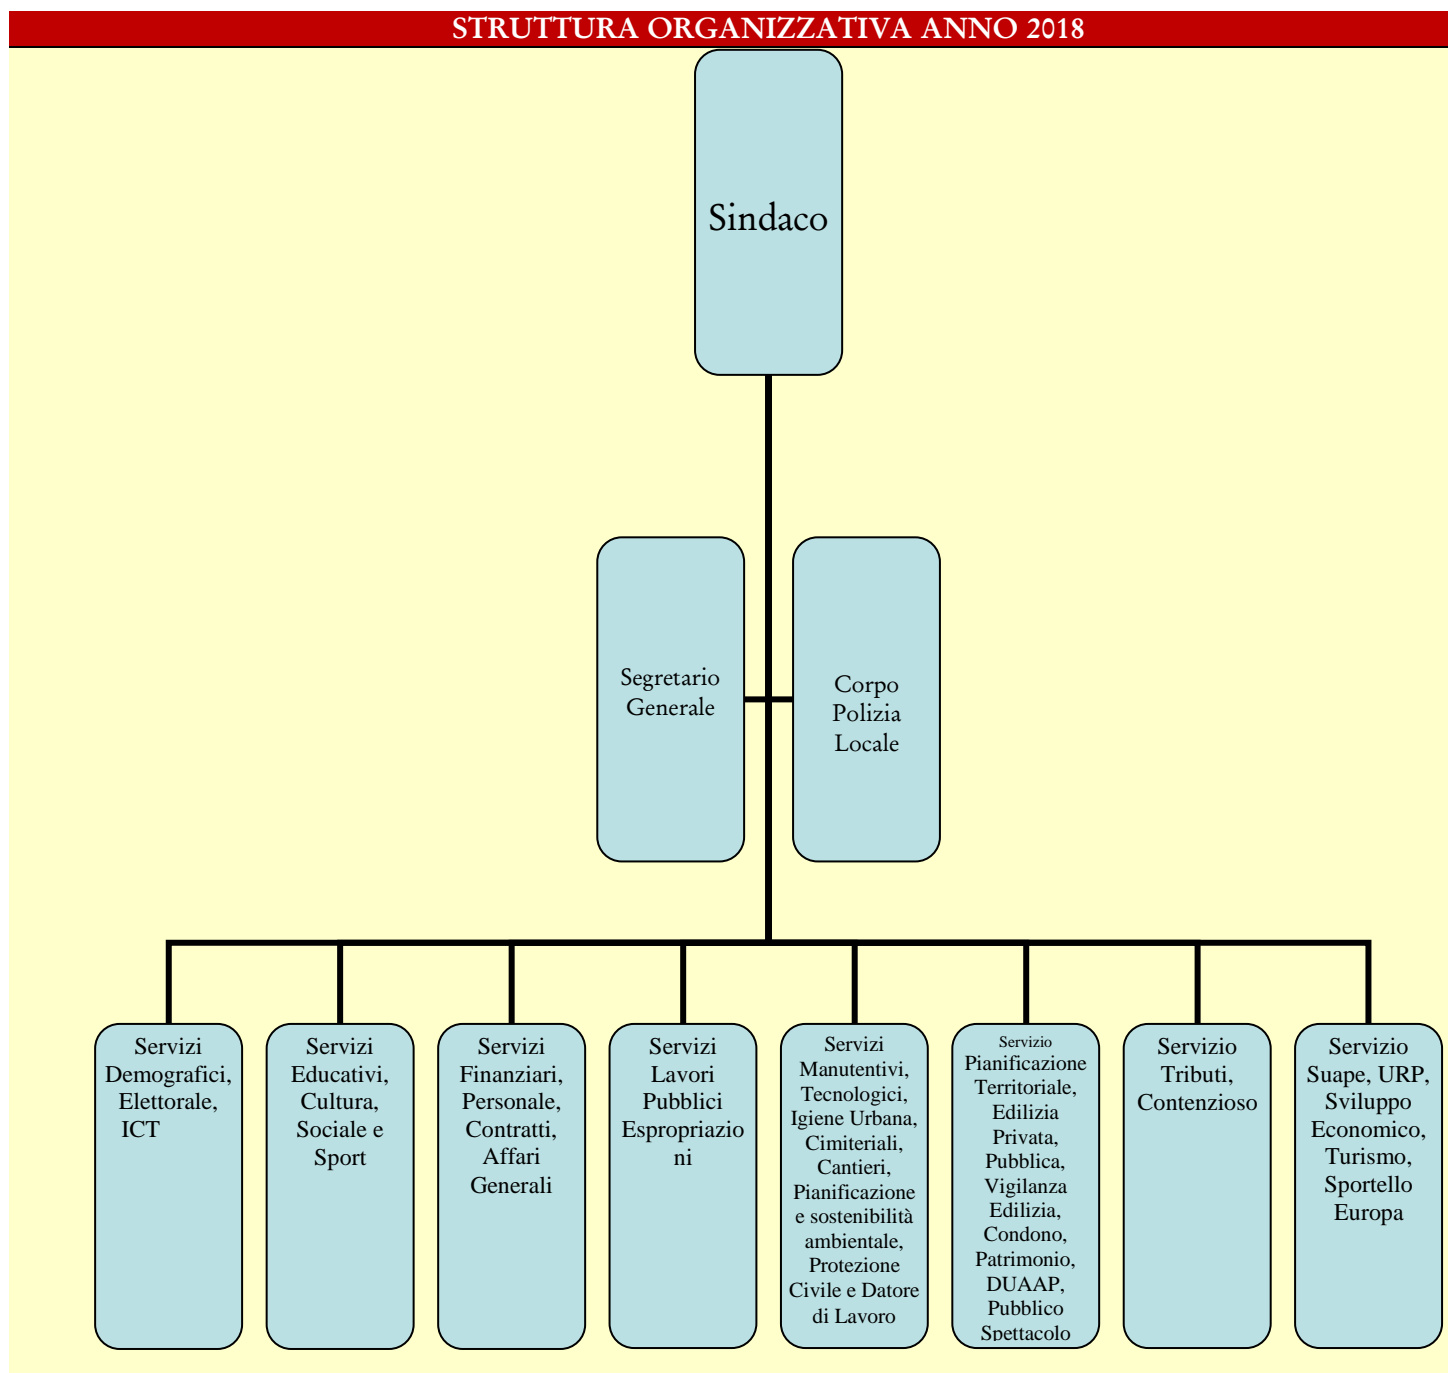 STRUTTURA ORGANIZZATIVA ANNO 2018
Sindaco
Segretario
Generale
Corpo
Polizia
Locale
Servizi
Demografici,
Elettorale,
ICT
Servizi
Educativi,
Cultura,
Sociale e
Sport
Servizi
Finanziari,
Personale,
Contratti,
Affari
Generali
Servizi
Lavori
Pubblici
Espropriazio
ni
Servizi
Manutentivi,
Tecnologici,
Igiene Urbana,
Cimiteriali,
Cantieri,
Pianificazione
e sostenibilità
ambientale,
Protezione
Civile e Datore
di Lavoro
Servizio
Pianificazione
Territoriale,
Edilizia
Privata,
Pubblica,
Vigilanza
Edilizia,
Condono,
Patrimonio,
DUAAP,
Pubblico
Spettacolo
Servizio
Tributi,
Contenzioso
Servizio
Suape, URP,
Sviluppo
Economico,
Turismo,
Sportello
Europa